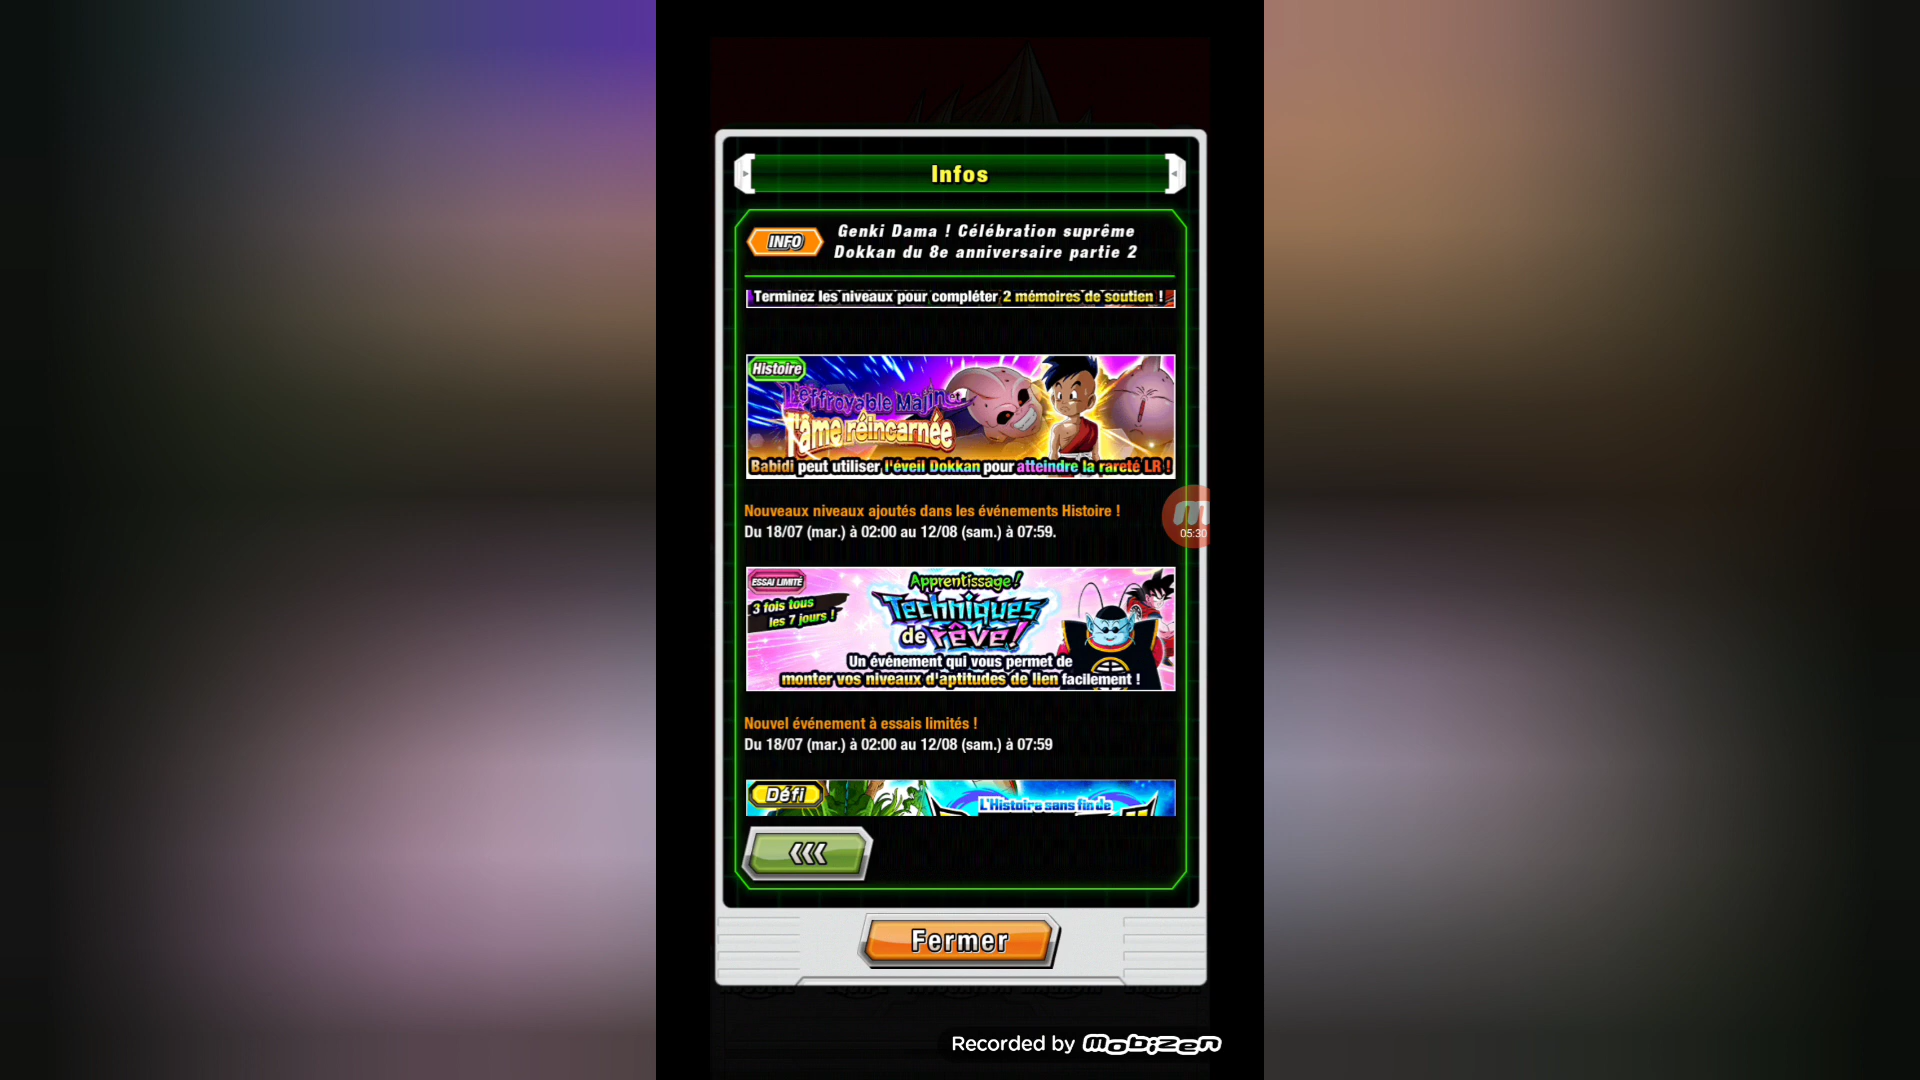 Infos
INFO
Genki Dama ! Célébration suprême
Dokkan du 8e anniversaire partie 2
Terminez les niveaux pour compléter 2 mémoires de soutien !
Histoire
L'effroyable Majin et
l'âme réincarnée
Babidi peut utiliser l'éveil Dokkan pour atteindre la rareté LR !
Nouveaux niveaux ajoutés dans les événements Histoire !
Du 18/07 (mar.) à 02:00 au 12/08 (sam.) à 07:59.
05:30
ESSAI LIMITÉ
3 fois tous
les 7 jours !
Apprentissage !
Techniques
de rêve !
Un événement qui vous permet de
monter vos niveaux d'aptitudes de lien facilement !
Nouvel événement à essais limités !
Du 18/07 (mar.) à 02:00 au 12/08 (sam.) à 07:59
Défi
L'Histoire sans fin de
Fermer
Recorded by mobizen